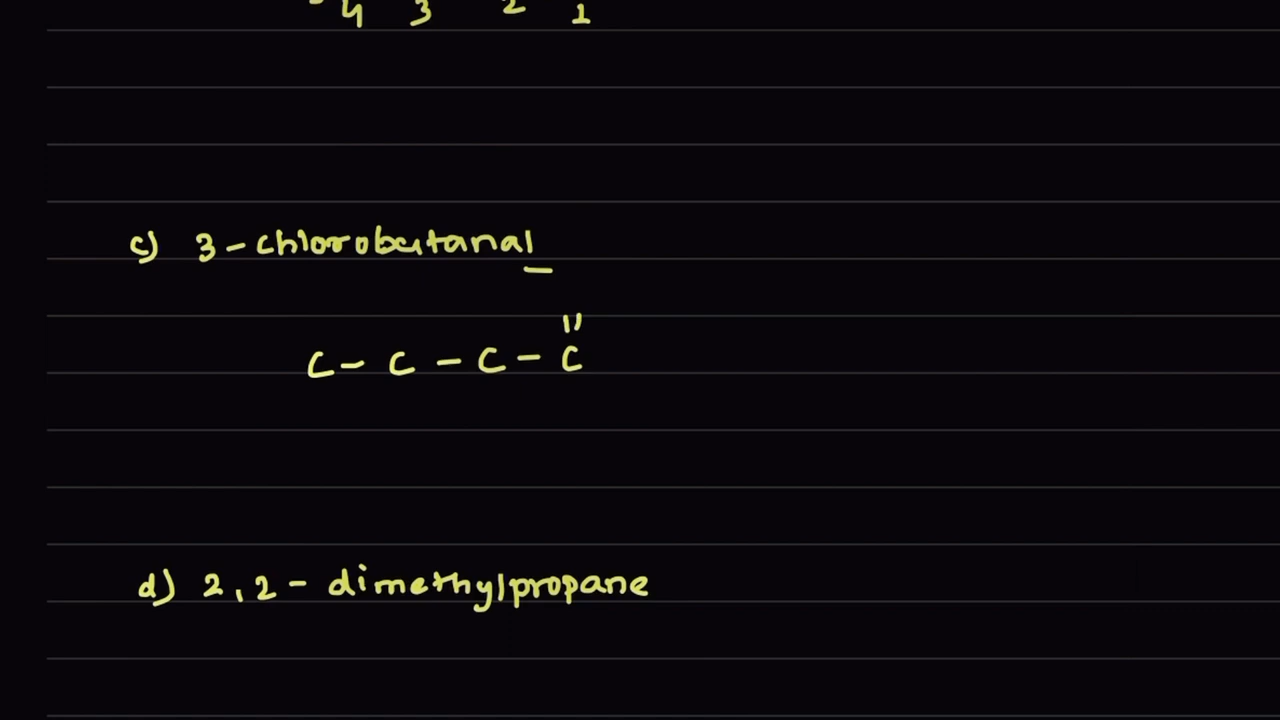 4 3 2 1
c) 3-chlorobutanal
C - C - C - C
d) 2,2 - dimethylpropane